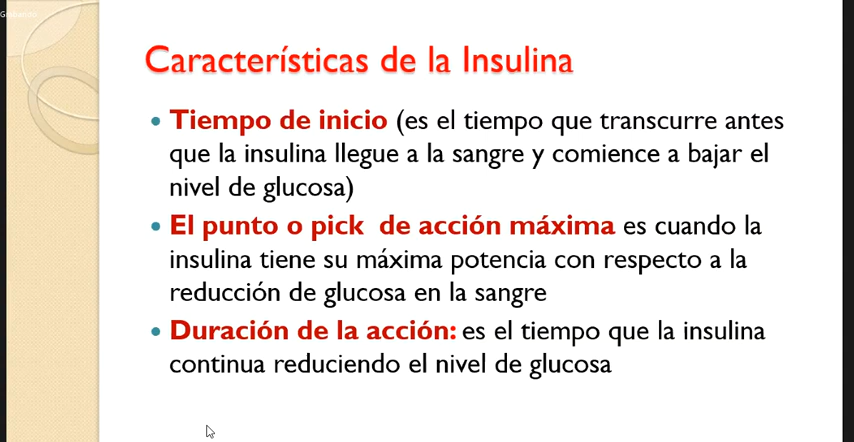 Características de la Insulina
• Tiempo de inicio (es el tiempo que transcurre antes
que la insulina llegue a la sangre y comience a bajar el
nivel de glucosa)
• El punto o pick de acción máxima es cuando la
insulina tiene su máxima potencia con respecto a la
reducción de glucosa en la sangre
• Duración de la acción: es el tiempo que la insulina
continua reduciendo el nivel de glucosa